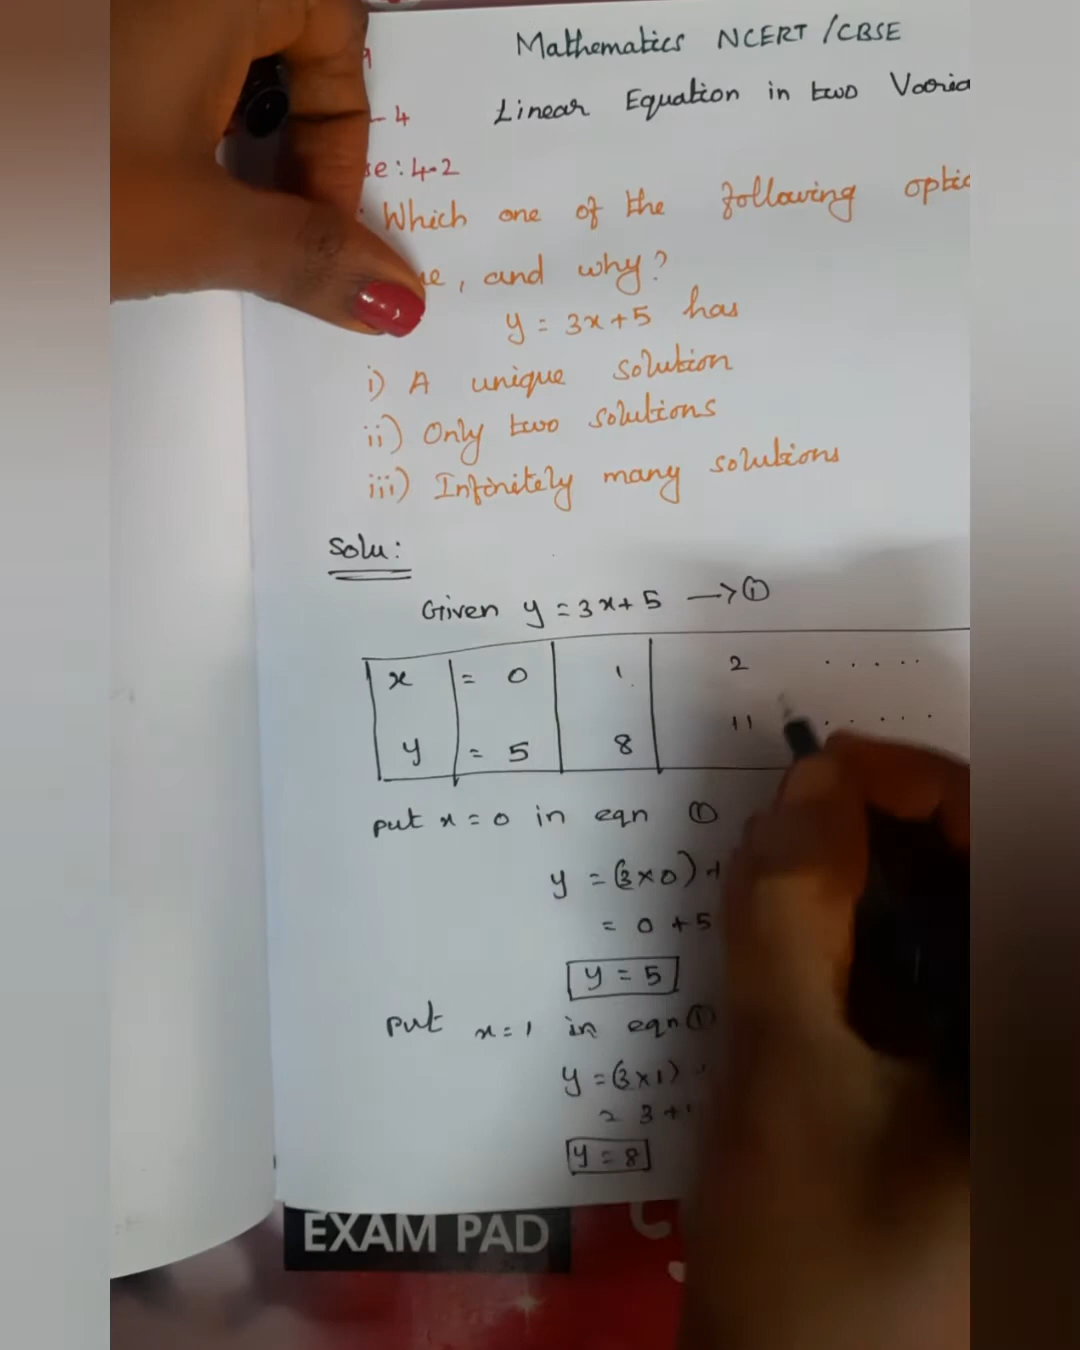 Mathematics NCERT /CBSE
- 4 Linear Equation in two
se : 4-2
Which one of the following
, and why?
y = 3x+5 has
i) A unique solution
ii) Only two solutions
iii) Infinitely many solutions
Solu:
Given y = 3x+5 → ①
x = 0 1 2 .....
y = 5 8 11 .....
put x = 0 in eqn ①
y = (3×0) +
= 0 + 5
y = 5
put x = 1 in eqn ①
y = (3×1)
= 3 +
y = 8
EXAM PAD